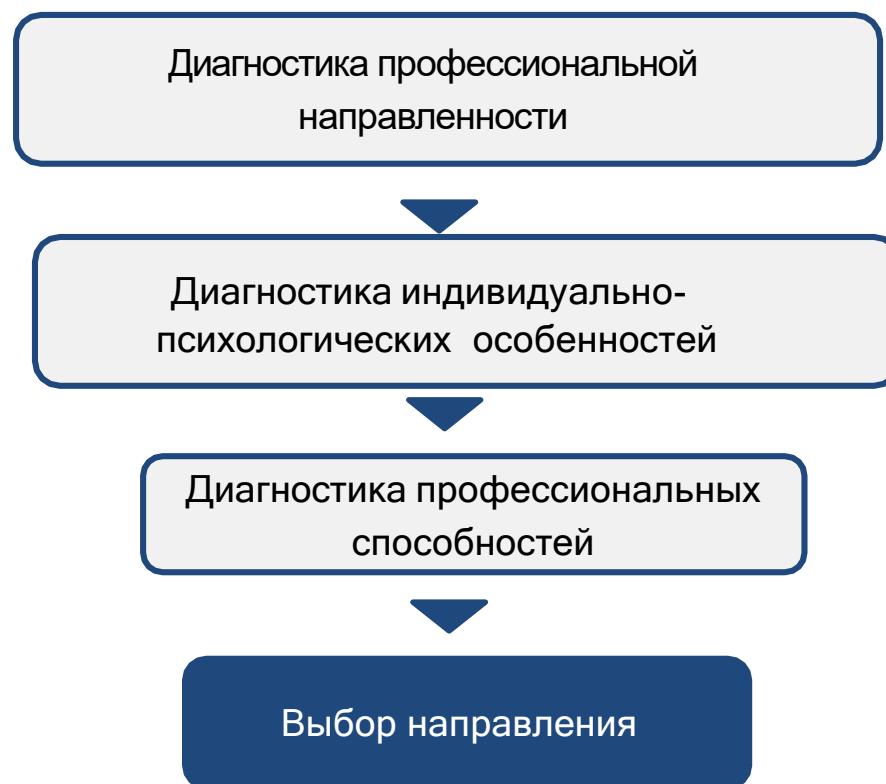 Диагностика профессиональной
направленности
Диагностика индивидуально-
психологических особенностей
Диагностика профессиональных
способностей
Выбор направления